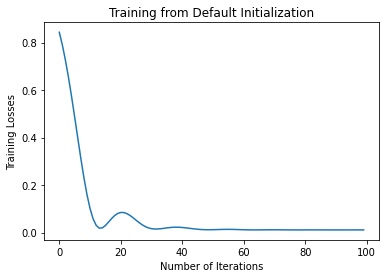 Training from Default Initialization
0.8
0.6
0.4
0.2
0.0
Training Losses
0 20 40 60 80 100
Number of Iterations